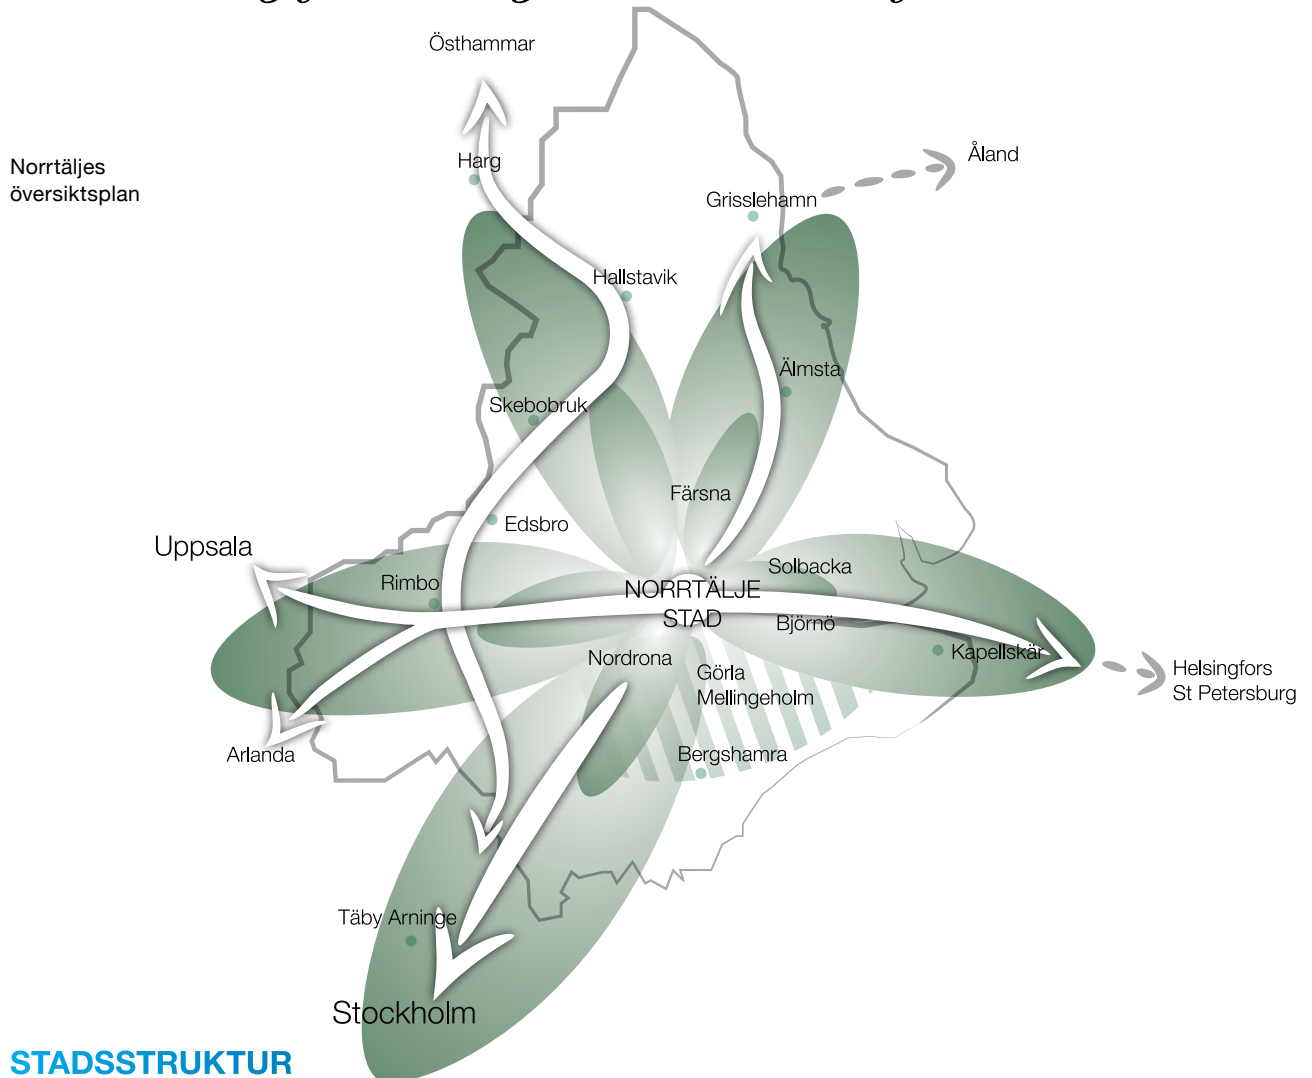 Östhammar
Norrtäljes
översiktsplan
Harg
Åland
Grisslehamn
Hallstavik
Älmsta
Skebobruk
Färsna
Edsbro
Uppsala
Solbacka
Rimbo
NORRTÄLJE
STAD
Björnö
Kapellskär
Nordrona
Görla
Mellingeholm
Helsingfors
St Petersburg
Bergshamra
Arlanda
Täby Arninge
Stockholm
STADSSTRUKTUR